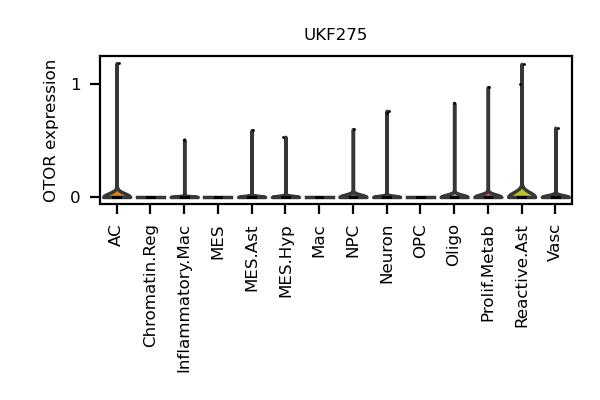 UKF275
OTOR expression
1
0
AC
Chromatin.Reg
Inflammatory.Mac
MES
MES.Ast
MES.Hyp
Mac
NPC
Neuron
OPC
Oligo
Prolif.Metab
Reactive.Ast
Vasc